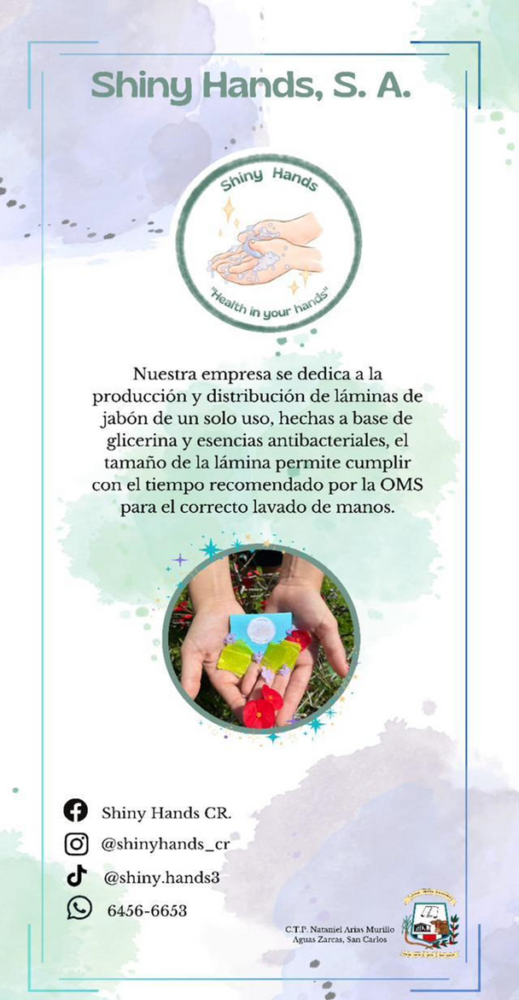 Shiny Hands, S. A.
Shiny Hands
"Health in your hands"
Nuestra empresa se dedica a la
producción y distribución de láminas de
jabón de un solo uso, hechas a base de
glicerina y esencias antibacteriales, el
tamaño de la lámina permite cumplir
con el tiempo recomendado por la OMS
para el correcto lavado de manos.
Shiny Hands CR.
@shinyhands_cr
@shiny.hands3
6456-6653
C.T.P. Nataniel Arias Murillo
Aguas Zarcas, San Carlos